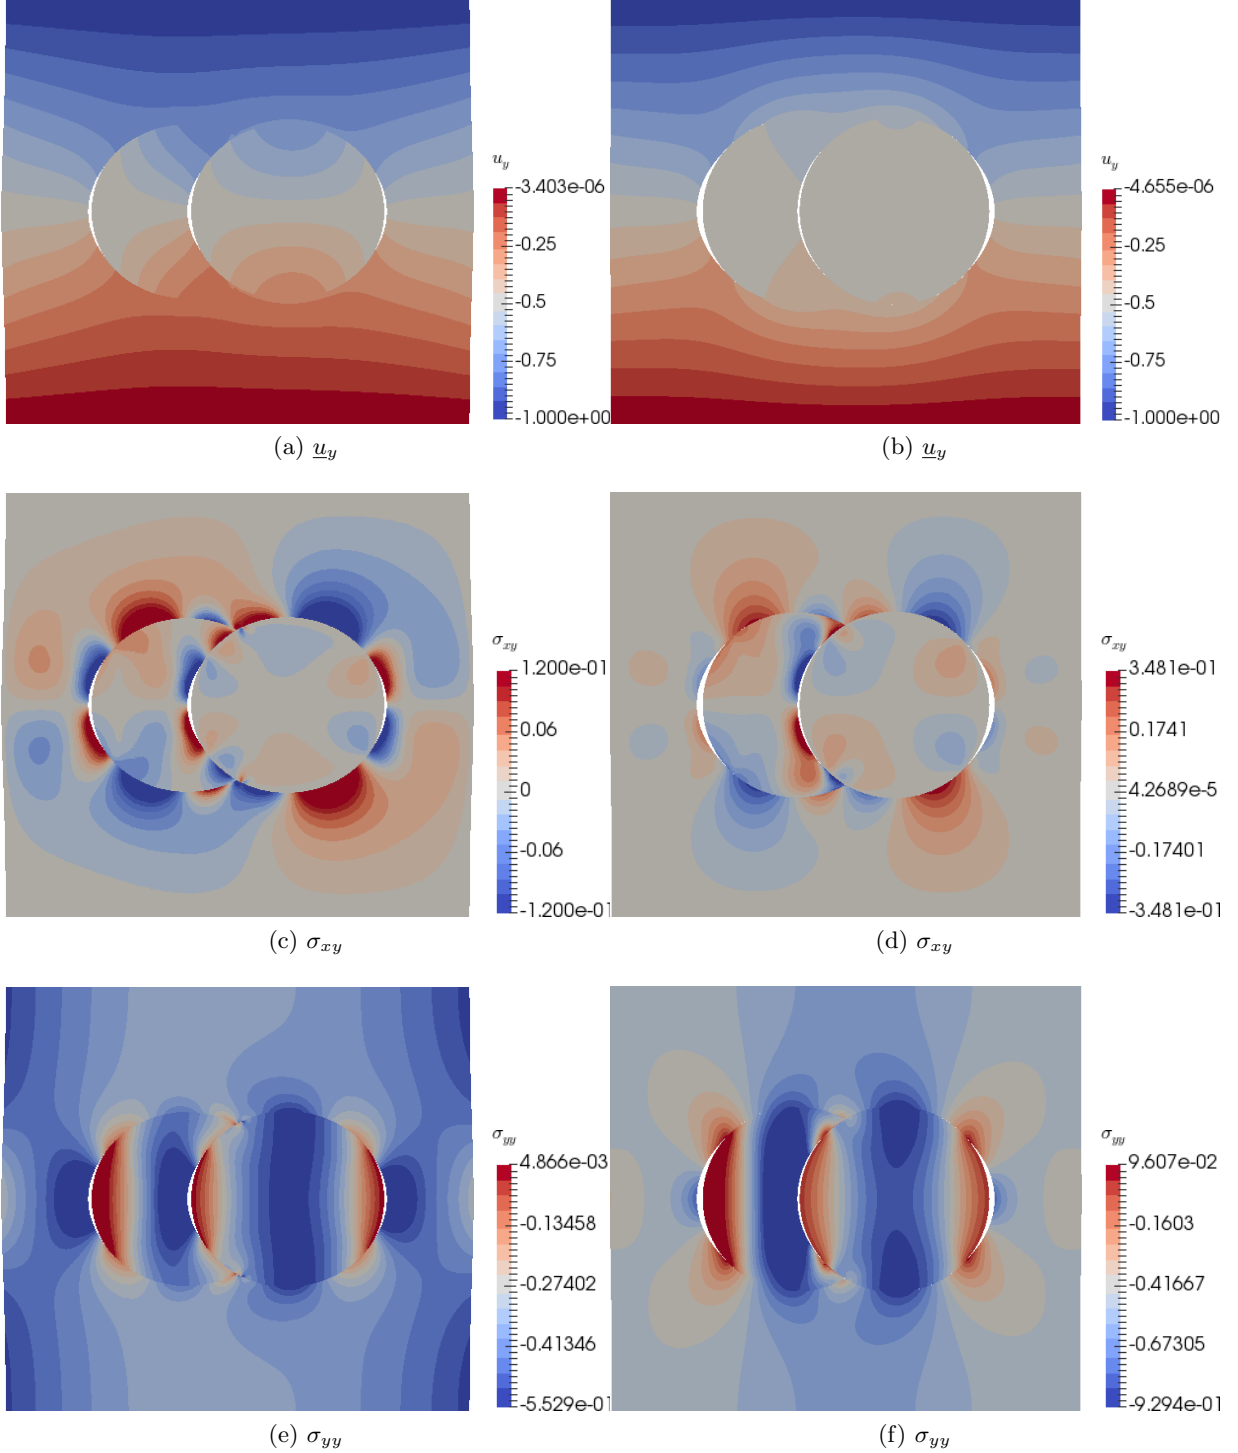 u_y
-3.403e-06
-0.25
-0.5
-0.75
-1.000e+00
u_y
-4.655e-06
-0.25
-0.5
-0.75
-1.000e+00
(a) u_y
(b) u_y
σ_xy
1.200e-01
0.06
0
-0.06
-1.200e-01
σ_xy
3.481e-01
0.1741
4.2689e-5
-0.17401
-3.481e-01
(c) σ_xy
(d) σ_xy
σ_yy
4.866e-03
-0.13458
-0.27402
-0.41346
-5.529e-01
σ_yy
9.607e-02
-0.1603
-0.41667
-0.67305
-9.294e-01
(e) σ_yy
(f) σ_yy